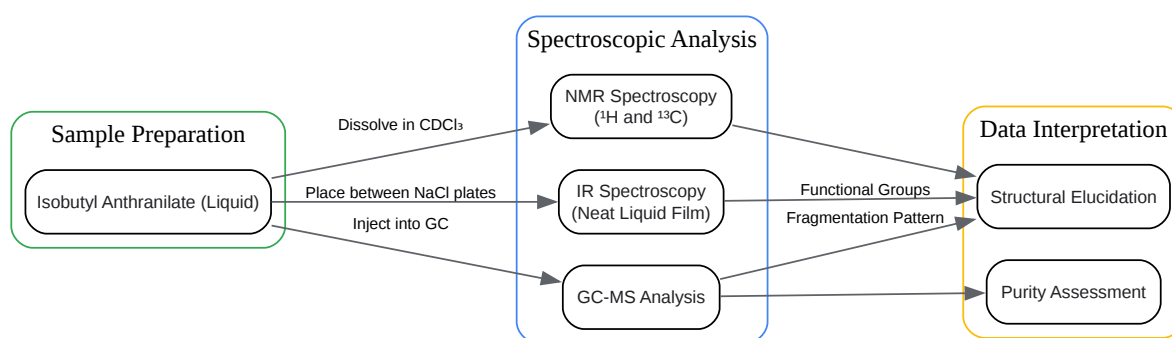 Spectroscopic Analysis
NMR Spectroscopy
(¹H and ¹³C)
Dissolve in CDCl₃
Sample Preparation
Data Interpretation
Isobutyl Anthranilate (Liquid)
Place between NaCl plates
IR Spectroscopy
(Neat Liquid Film)
Functional Groups
Structural Elucidation
Inject into GC
Fragmentation Pattern
GC-MS Analysis
Purity Assessment